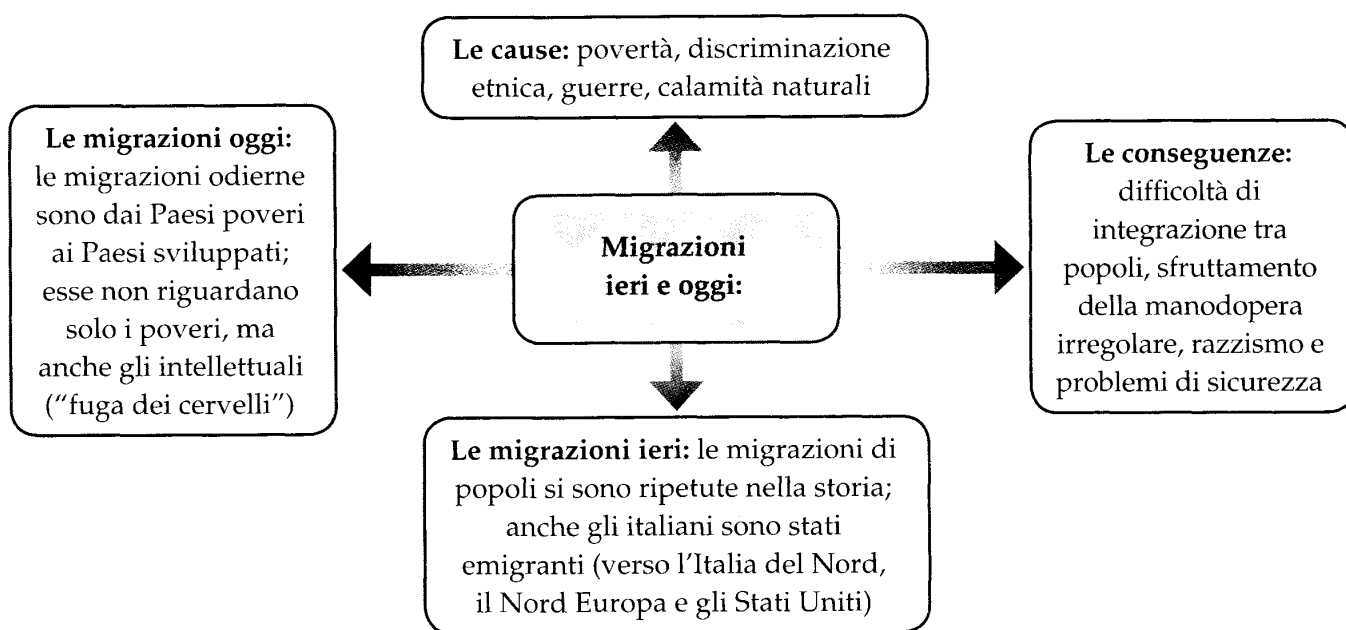 Le cause: povertà, discriminazione
etnica, guerre, calamità naturali
Le migrazioni oggi:
le migrazioni odierne
sono dai Paesi poveri
ai Paesi sviluppati;
esse non riguardano
solo i poveri, ma
anche gli intellettuali
(“fuga dei cervelli”)
Migrazioni
ieri e oggi:
Le conseguenze:
difficoltà di
integrazione tra
popoli, sfruttamento
della manodopera
irregolare, razzismo e
problemi di sicurezza
Le migrazioni ieri: le migrazioni di
popoli si sono ripetute nella storia;
anche gli italiani sono stati
emigranti (verso l’Italia del Nord,
il Nord Europa e gli Stati Uniti)